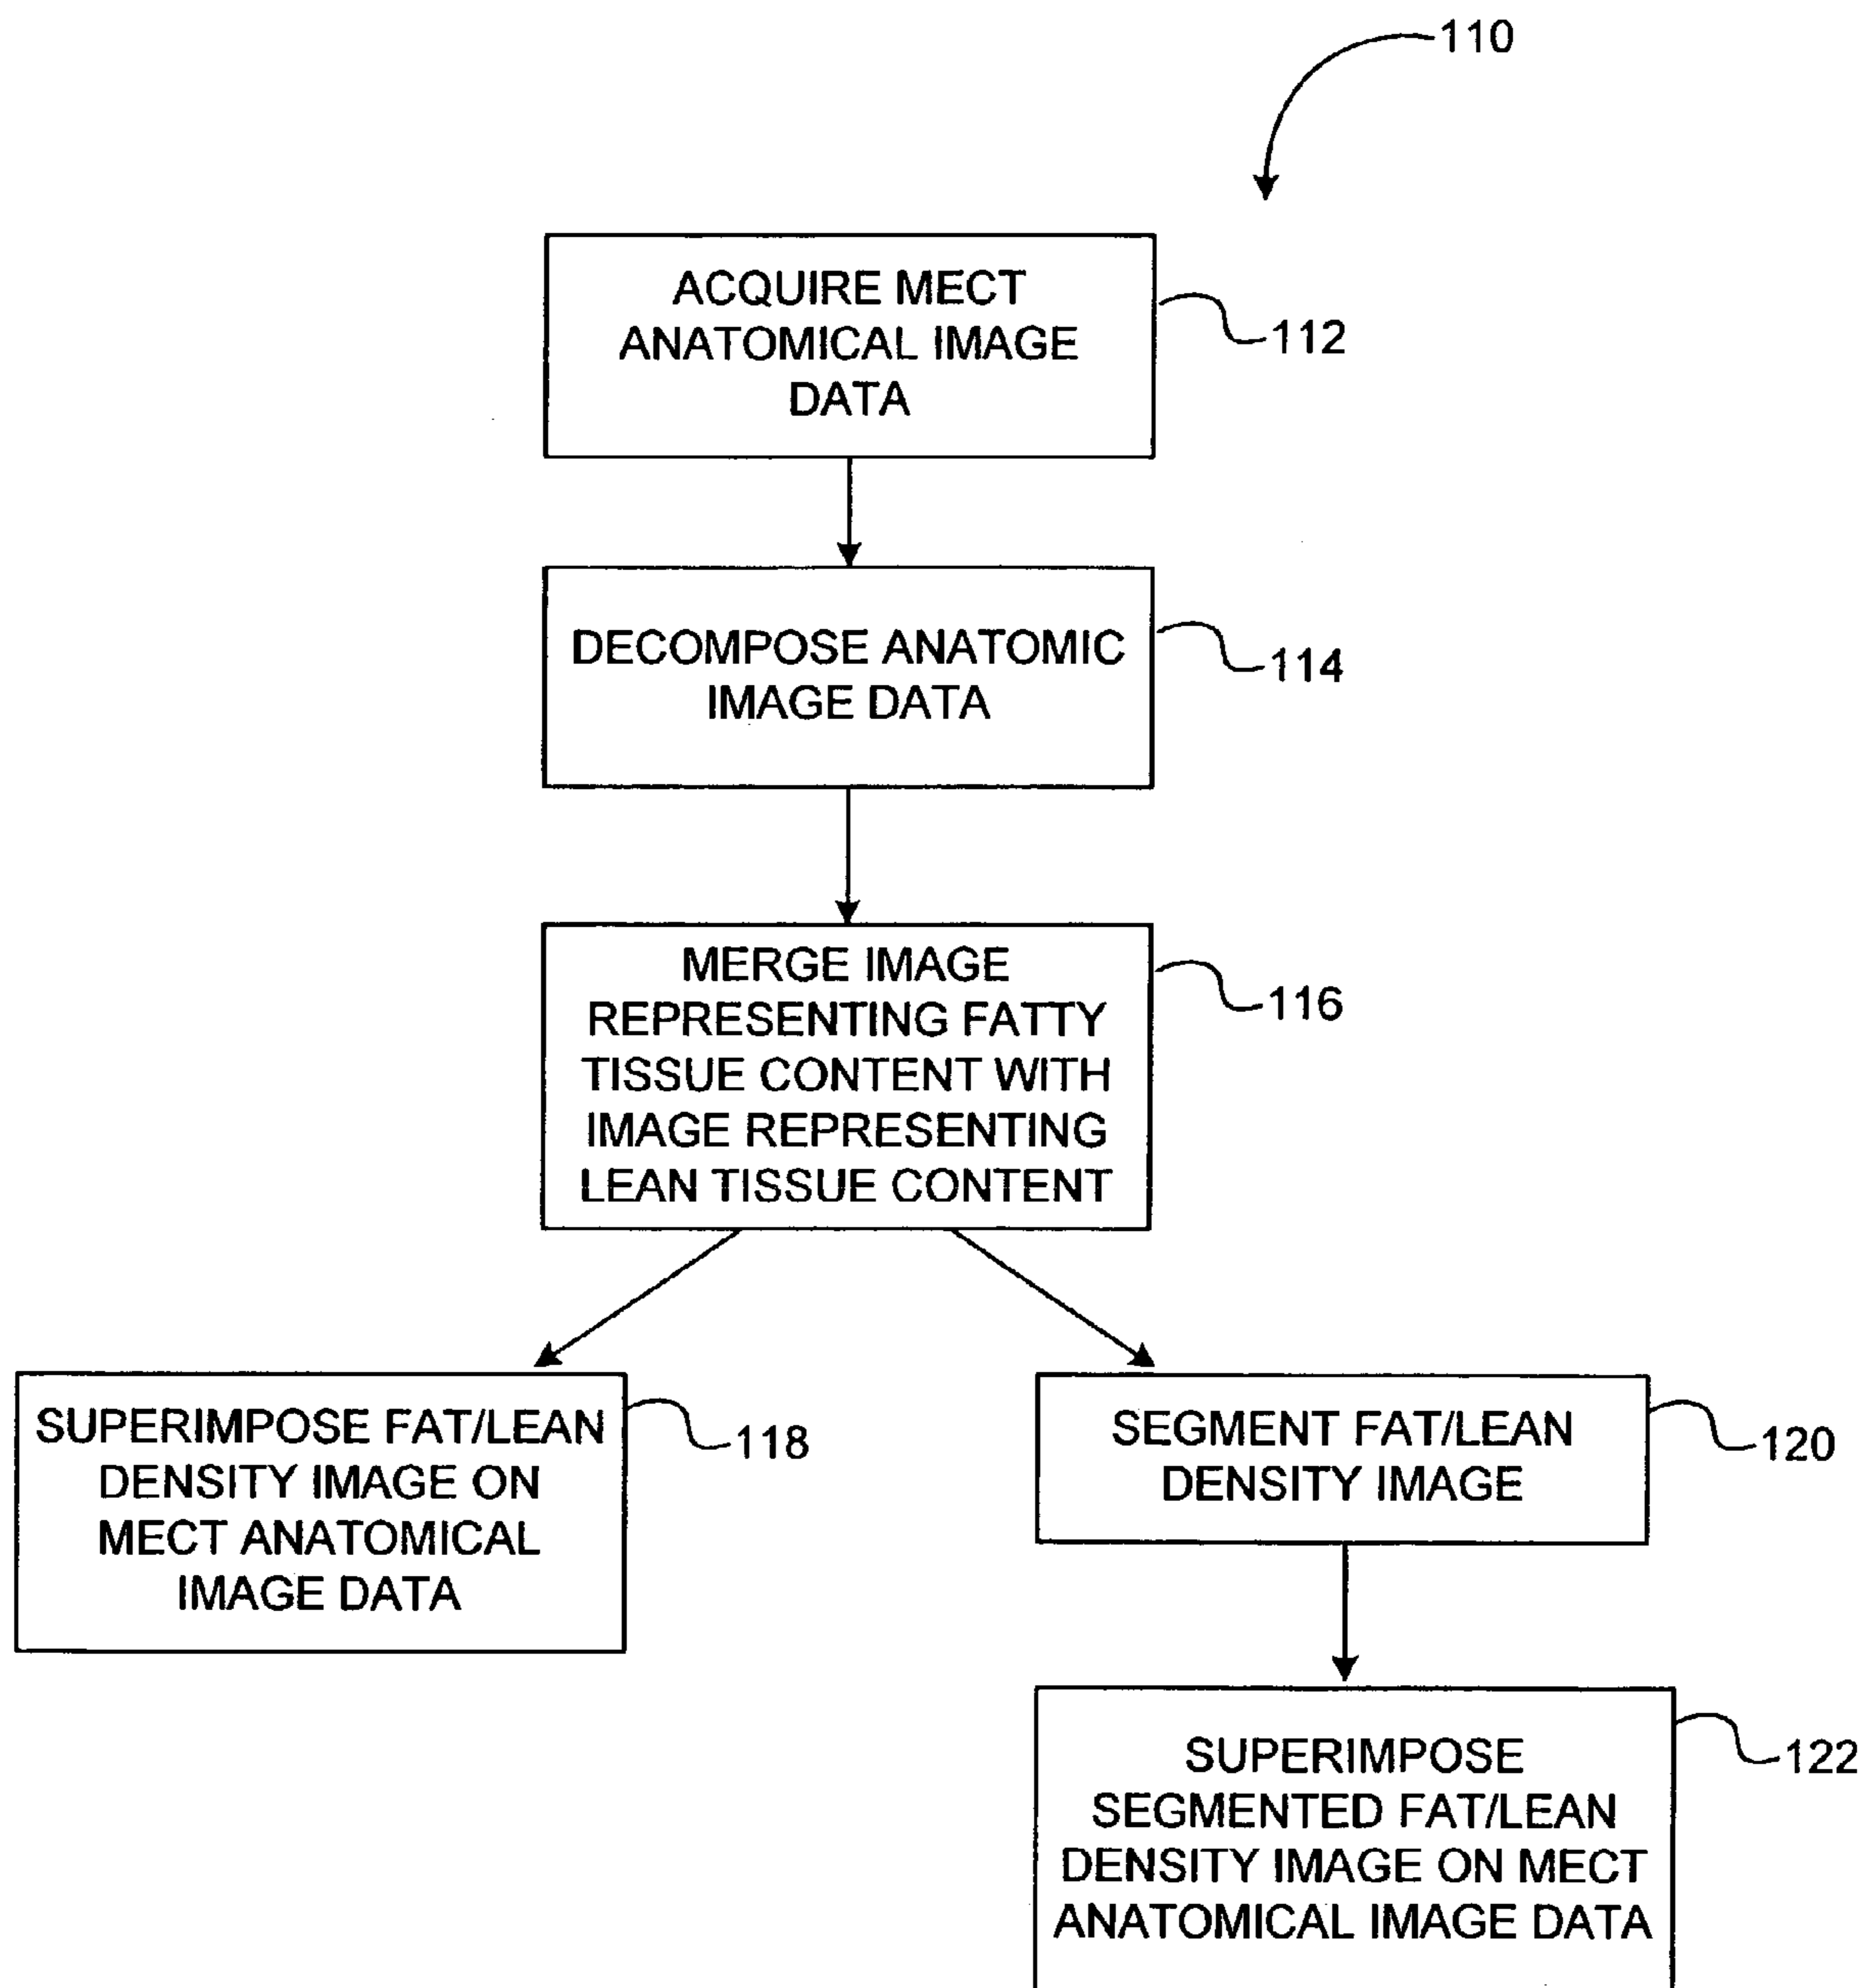 110
ACQUIRE MECT
ANATOMICAL IMAGE
DATA
112
DECOMPOSE ANATOMIC
IMAGE DATA
114
MERGE IMAGE
REPRESENTING FATTY
TISSUE CONTENT WITH
IMAGE REPRESENTING
LEAN TISSUE CONTENT
116
SUPERIMPOSE FAT/LEAN
DENSITY IMAGE ON
MECT ANATOMICAL
IMAGE DATA
118
SEGMENT FAT/LEAN
DENSITY IMAGE
120
SUPERIMPOSE
SEGMENTED FAT/LEAN
DENSITY IMAGE ON MECT
ANATOMICAL IMAGE DATA
122